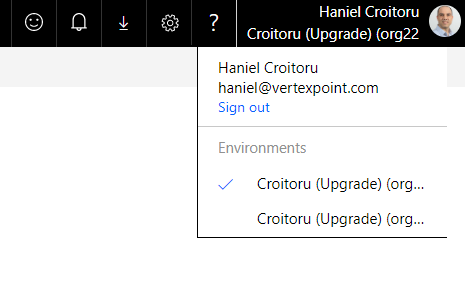 Haniel Croitoru
Croitoru (Upgrade) (org22
Haniel Croitoru
haniel@vertexpoint.com
Sign out
Environments
Croitoru (Upgrade) (org...
Croitoru (Upgrade) (org...